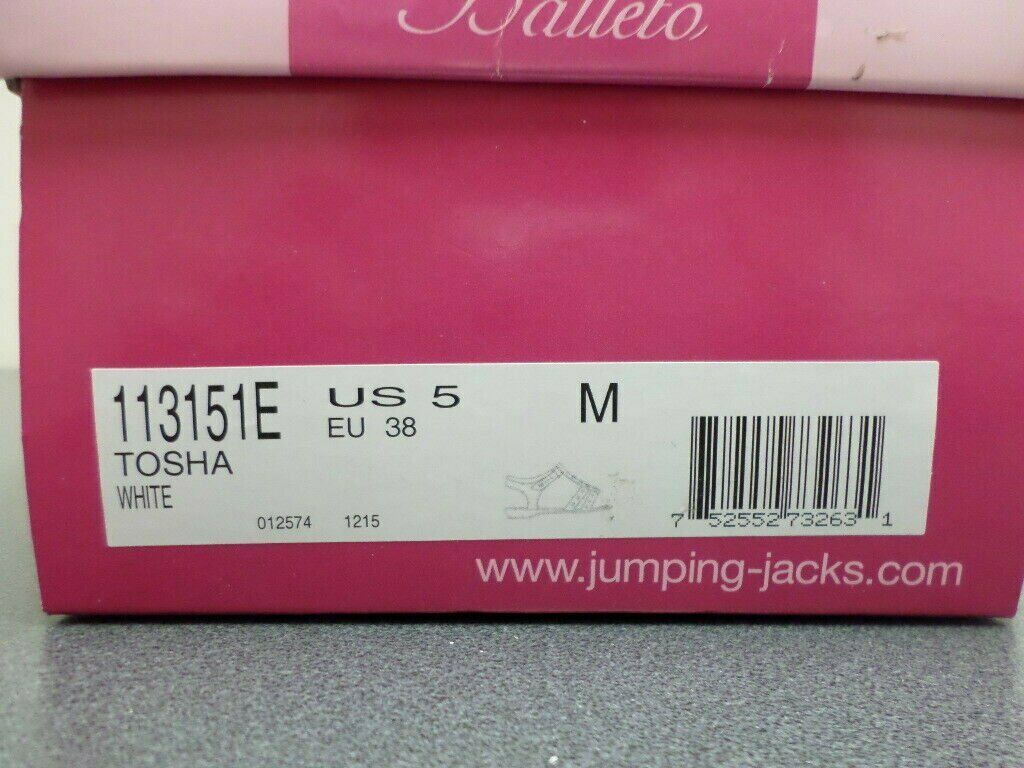 Balleto
113151E US 5 M
EU 38
TOSHA
WHITE
012574 1215
7 52552 73263 1
www.jumping-jacks.com